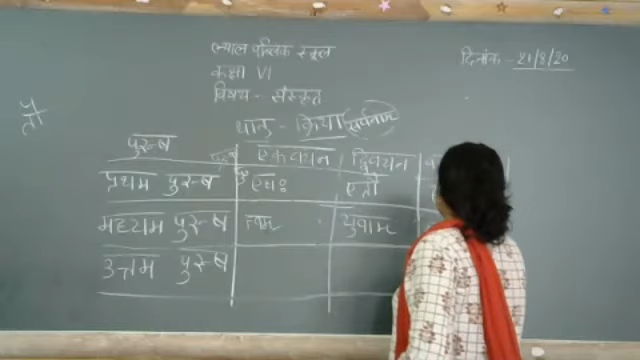 पब्लिक स्कूल
दिनांक - 21/8/20
कक्षा VI
विषय - संस्कृत
धातु - क्रिया सर्वनाम
पुरुष एकवचन द्विवचन
प्रथम पुरुष एषः एतौ
मध्यम पुरुष त्वम् युवाम्
उत्तम पुरुष